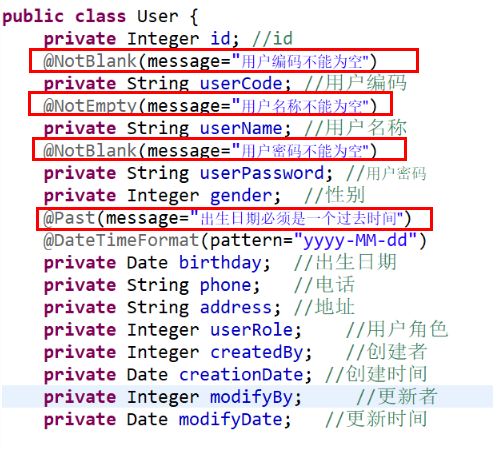 public class User {
private Integer id; //id
@NotBlank(message="用户编码不能为空")
private String userCode; //用户编码
@NotEmpty(message="用户名称不能为空")
private String userName; //用户名称
@NotBlank(message="用户密码不能为空")
private String userPassword; //用户密码
private Integer gender;  //性别
@Past(message="出生日期必须是一个过去时间")
@DateTimeFormat(pattern="yyyy-MM-dd")
private Date birthday;  //出生日期
private String phone;   //电话
private String address; //地址
private Integer userRole;    //用户角色
private Integer createdBy;   //创建者
private Date creationDate; //创建时间
private Integer modifyBy;     //更新者
private Date modifyDate;   //更新时间